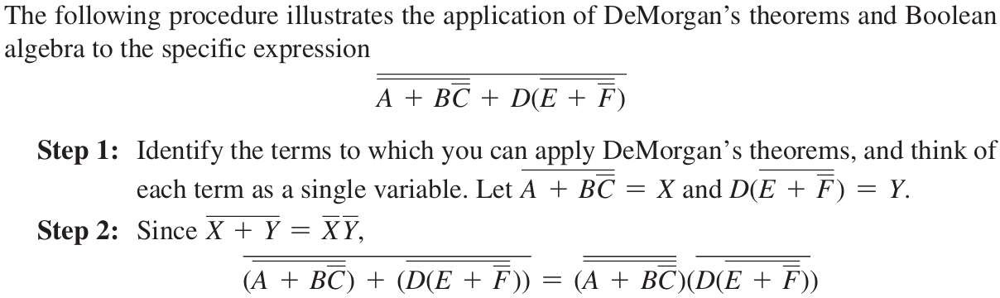 The following procedure illustrates the application of DeMorgan’s theorems and Boolean
algebra to the specific expression
$\overline{\overline{A + B\overline{C}} + D(\overline{E + \overline{F}})}$
Step 1: Identify the terms to which you can apply DeMorgan’s theorems, and think of
each term as a single variable. Let $\overline{A + B\overline{C}} = X$ and $D(\overline{E + \overline{F}}) = Y$.
Step 2: Since $\overline{X + Y} = \overline{X}\,\overline{Y}$,
$\overline{(\overline{A + B\overline{C}}) + (D(\overline{E + \overline{F}}))} = (\overline{\overline{A + B\overline{C}}})(\overline{D(\overline{E + \overline{F}})})$